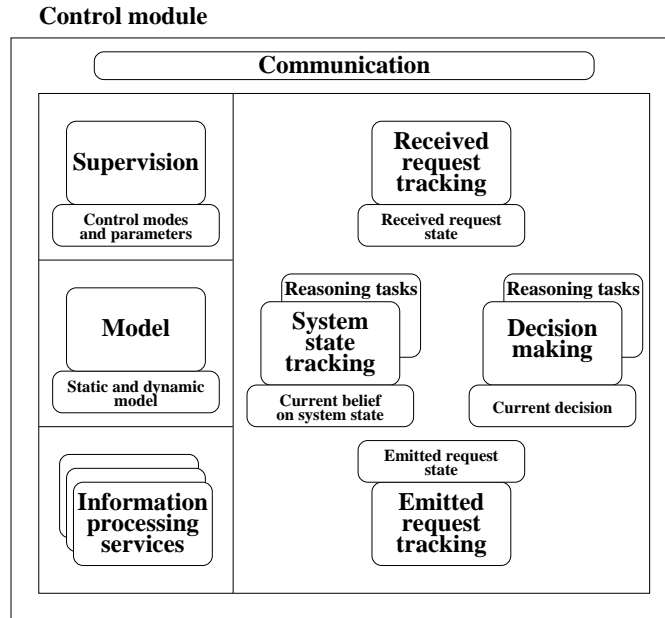 Control module
Communication
Supervision
Control modes
and parameters
Received
request
tracking
Received request
state
Model
Static and dynamic
model
Reasoning tasks
System
state
tracking
Current belief
on system state
Reasoning tasks
Decision
making
Current decision
Information
processing
services
Emitted request
state
Emitted
request
tracking